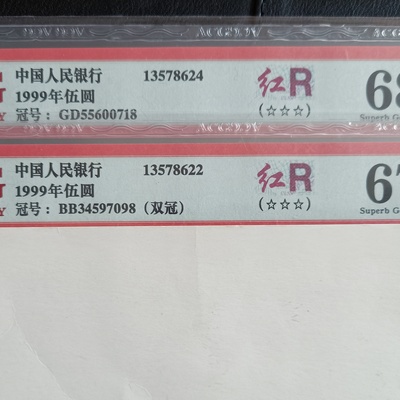 中国人民银行 13578624 红R 68
1999年伍圆
冠号：GD55600718 (☆☆☆) Superb G
中国人民银行 13578622 红R 67
1999年伍圆
冠号：BB34597098（双冠） (☆☆☆) Superb G